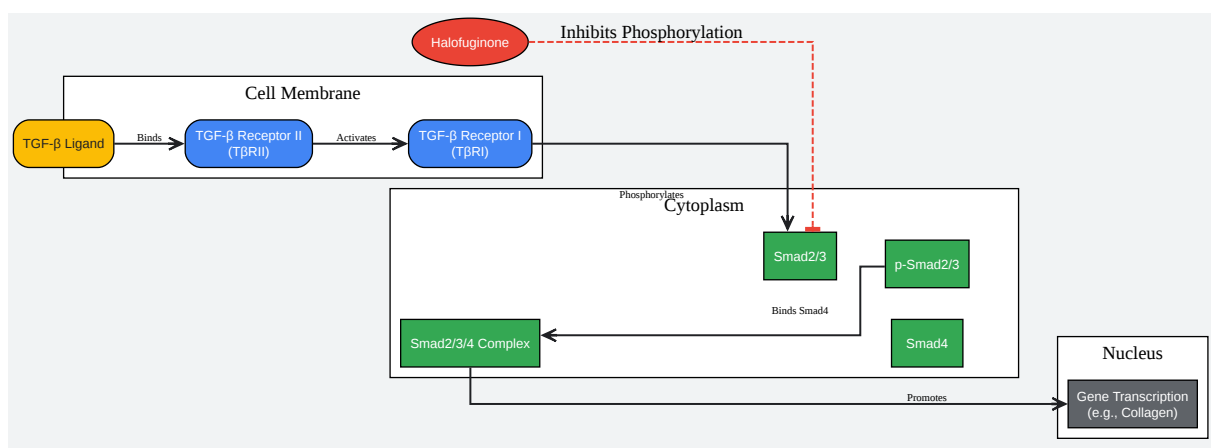 Halofuginone
Inhibits Phosphorylation
Cell Membrane
TGF-β Ligand
Binds
TGF-β Receptor II
(TβRII)
Activates
TGF-β Receptor I
(TβRI)
Phosphorylates
Cytoplasm
Smad2/3
p-Smad2/3
Binds Smad4
Smad2/3/4 Complex
Smad4
Nucleus
Promotes
Gene Transcription
(e.g., Collagen)